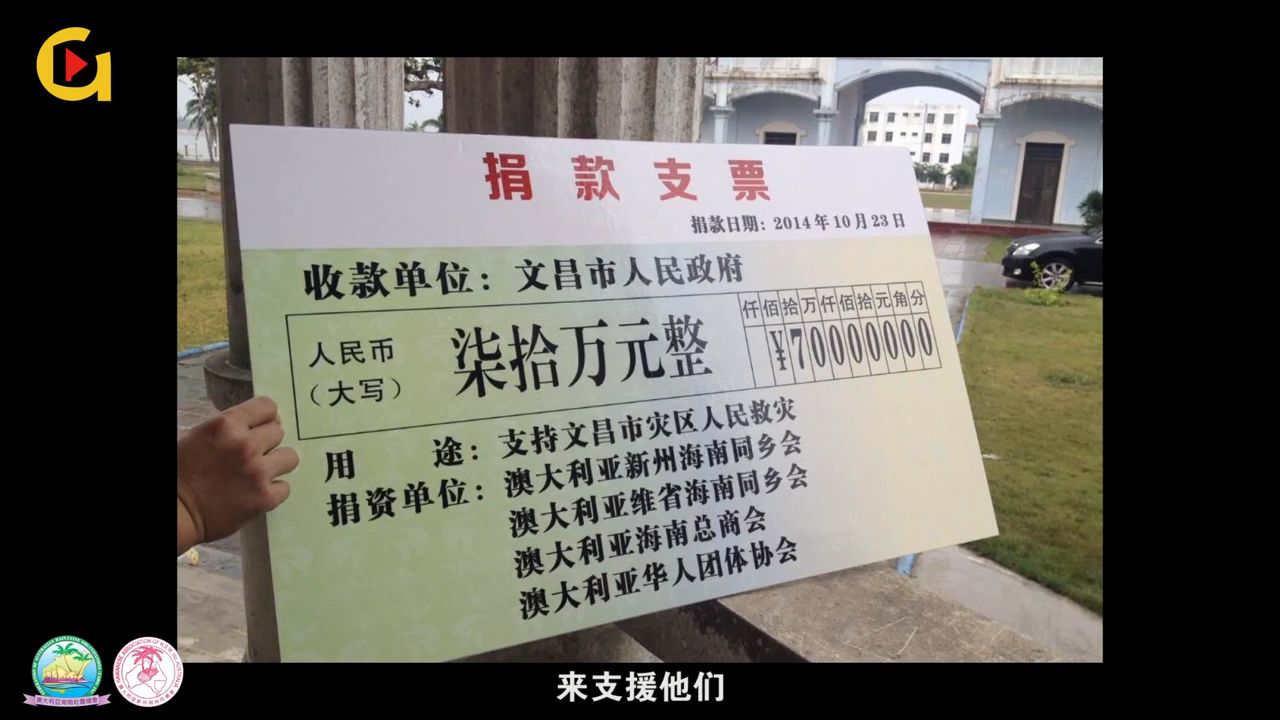 捐款支票
捐款日期：2014年10月23日
收款单位：文昌市人民政府
人民币
（大写）
柒拾万元整
仟佰拾万仟佰拾元角分
¥70000000
用 途：支持文昌市灾区人民救灾
捐资单位：澳大利亚新州海南同乡会
澳大利亚维省海南同乡会
澳大利亚海南总商会
澳大利亚华人团体协会
来支援他们